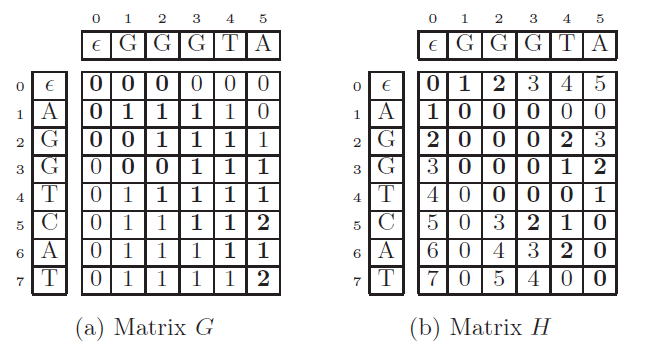 0 1 2 3 4 5 0 1 2 3 4 5
ϵ G G G T A ϵ G G G T A
0 ϵ 0 0 0 0 0 0 0 ϵ 0 1 2 3 4 5
1 A 0 1 1 1 1 0 1 A 1 0 0 0 0 0
2 G 0 0 1 1 1 1 2 G 2 0 0 0 2 3
3 G 0 0 0 1 1 1 3 G 3 0 0 0 1 2
4 T 0 1 1 1 1 1 4 T 4 0 0 0 0 1
5 C 0 1 1 1 1 2 5 C 5 0 3 2 1 0
6 A 0 1 1 1 1 1 6 A 6 0 4 3 2 0
7 T 0 1 1 1 1 2 7 T 7 0 5 4 0 0
(a) Matrix G (b) Matrix H